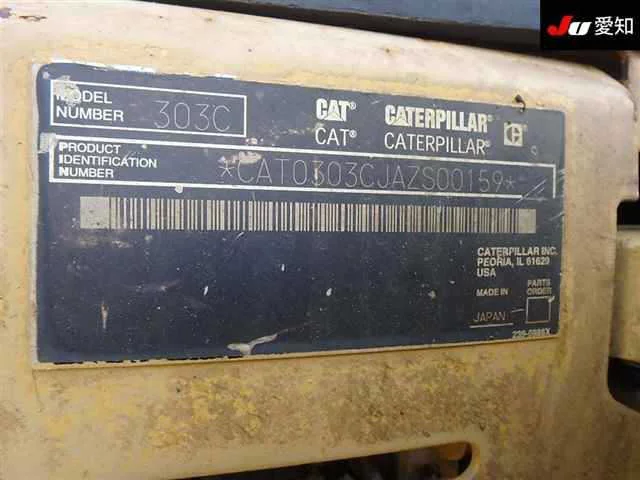 JU 愛知
MODEL
NUMBER
303C
CAT® CATERPILLAR®
CAT® CATERPILLAR®
PRODUCT
IDENTIFICATION
NUMBER
*CAT0303CJAZS00159*
CATERPILLAR INC.
PEORIA, IL 61629
USA
MADE IN
PARTS
ORDER
JAPAN